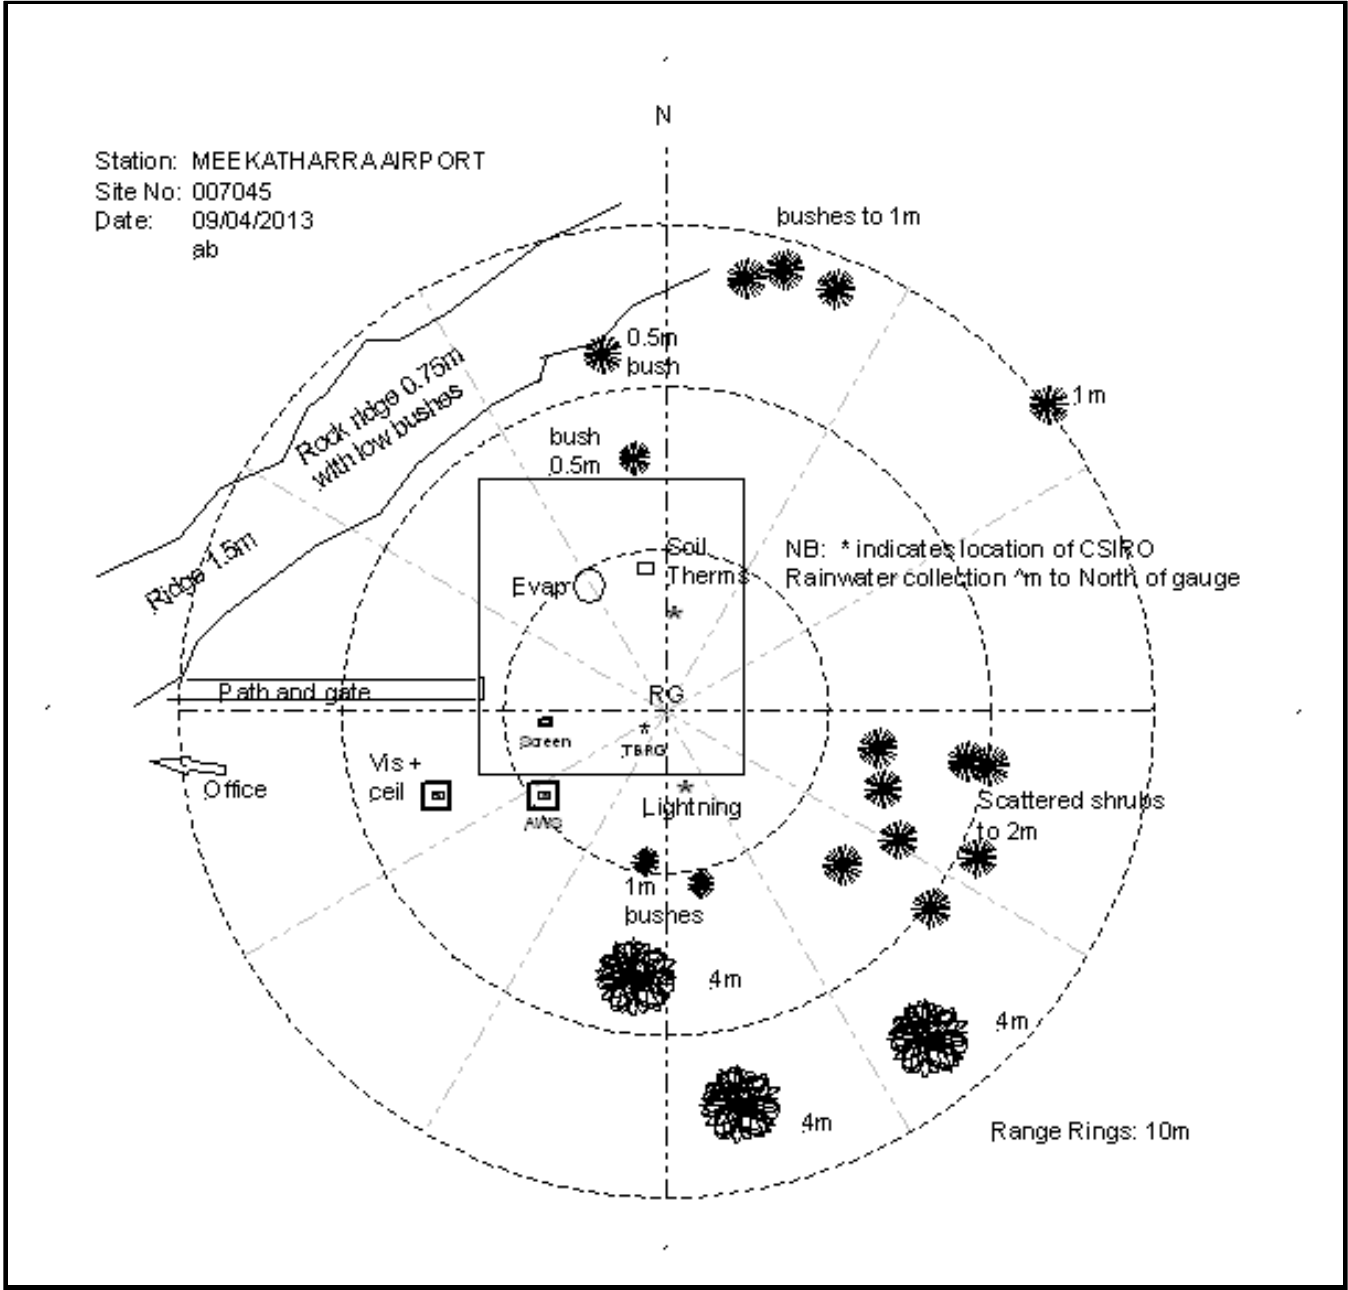 N
Station: MEEKATHARRA AIRPORT
Site No: 007045
Date: 09/04/2013
ab
bushes to 1m
0.5m
bush
1m
Rock ridge 0.75m
with low bushes
bush
0.5m
Ridge 1.5m
Soil
Therms
Evap
NB: * indicates location of CSIRO
Rainwater collection ^m to North of gauge
*
RG
Path and gate
*
Screen
TBRG
Vis +
ceil
Office
*
Lightning
AWS
Scattered shrubs
to 2m
1m
bushes
4m
4m
4m
Range Rings: 10m